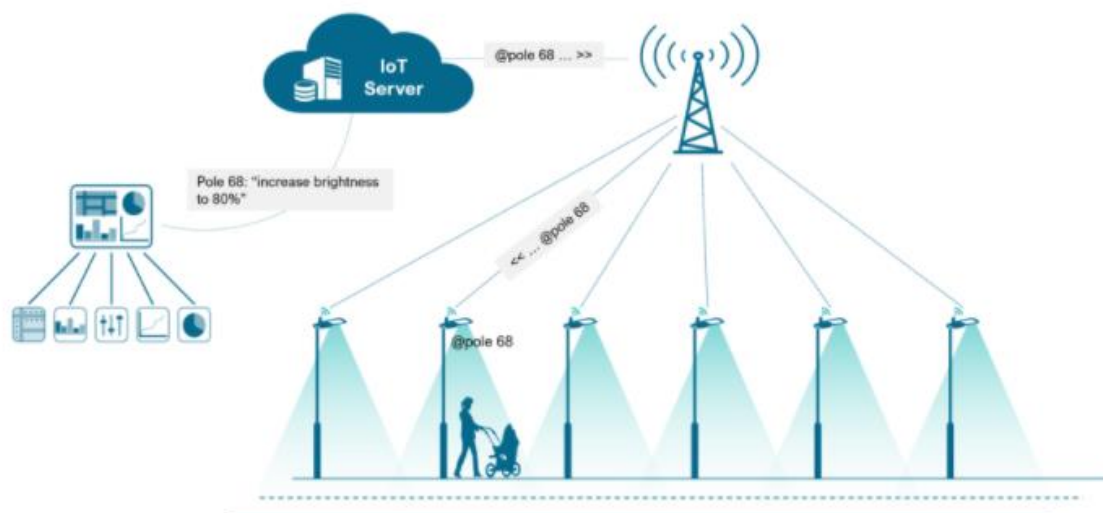 IoT
Server
@pole 68 ... >>
Pole 68: “increase brightness
to 80%”
<< ... @pole 68
@pole 68